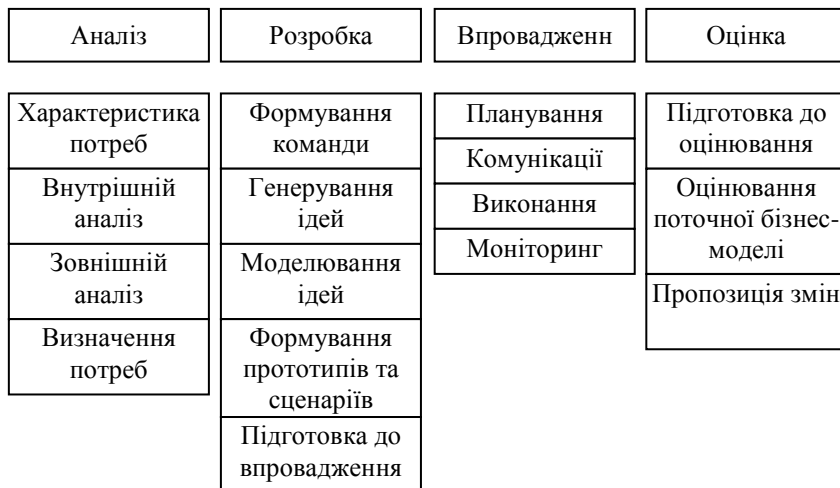 Аналіз
Розробка
Впровадженн
Оцінка
Характеристика
потреб
Внутрішній
аналіз
Зовнішній
аналіз
Визначення
потреб
Формування
команди
Генерування
ідей
Моделювання
ідей
Формування
прототипів та
сценаріїв
Підготовка до
впровадження
Планування
Комунікації
Виконання
Моніторинг
Підготовка до
оцінювання
Оцінювання
поточної бізнес-
моделі
Пропозиція змін